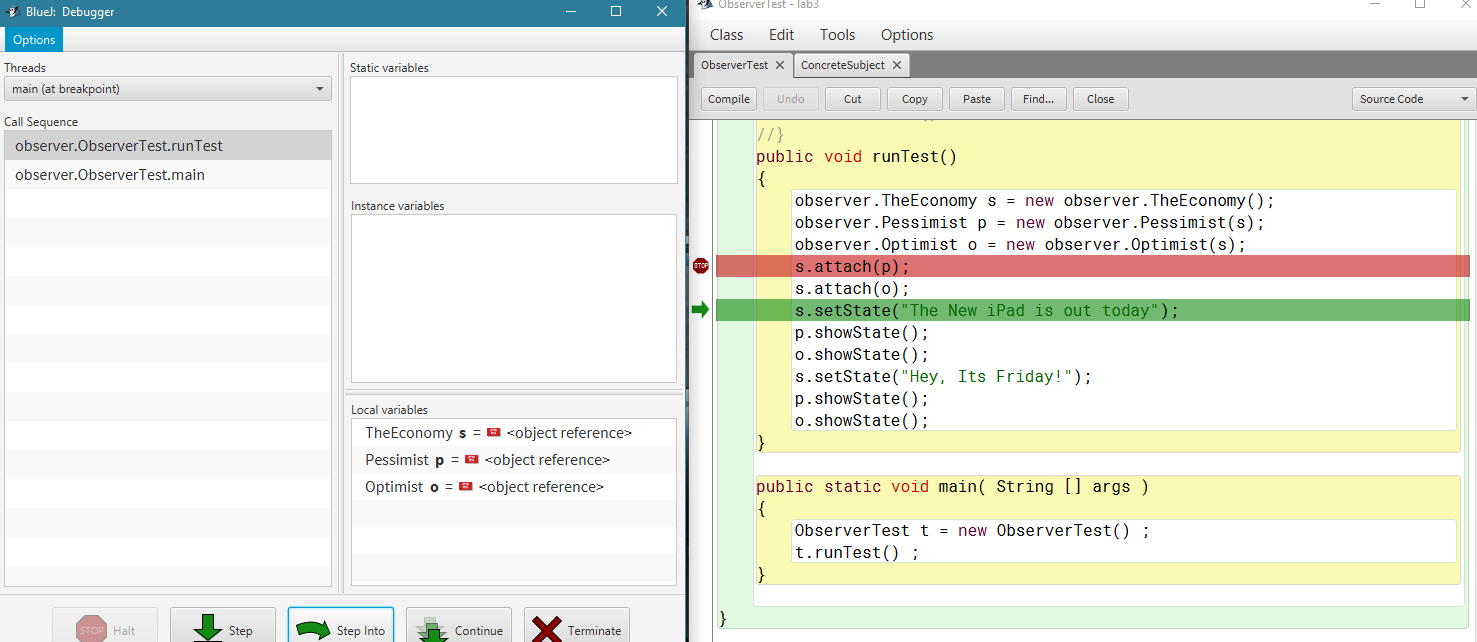 BlueJ: Debugger
Options
Threads
main (at breakpoint)
Call Sequence
observer.ObserverTest.runTest
observer.ObserverTest.main
Static variables
Instance variables
Local variables
TheEconomy s = <object reference>
Pessimist p = <object reference>
Optimist o = <object reference>
STOP Halt
Step
Step Into
Continue
Terminate
ObserverTest - lab3
Class Edit Tools Options
ObserverTest ✕ ConcreteSubject ✕
Compile Undo Cut Copy Paste Find... Close Source Code
//}
public void runTest()
{
observer.TheEconomy s = new observer.TheEconomy();
observer.Pessimist p = new observer.Pessimist(s);
observer.Optimist o = new observer.Optimist(s);
STOP s.attach(p);
s.attach(o);
s.setState("The New iPad is out today");
p.showState();
o.showState();
s.setState("Hey, Its Friday!");
p.showState();
o.showState();
}
public static void main( String [] args )
{
ObserverTest t = new ObserverTest() ;
t.runTest() ;
}
}